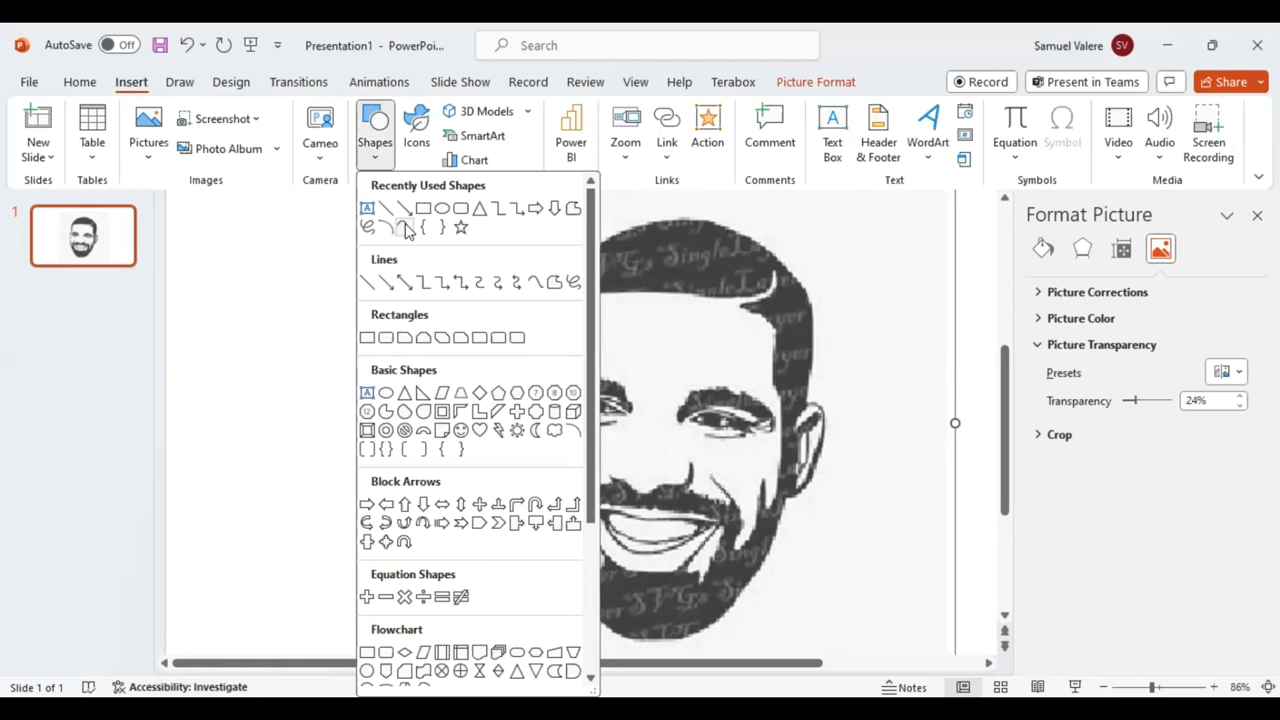 AutoSave Off Presentation1 - PowerPoi... Search Samuel Valere SV
File Home Insert Draw Design Transitions Animations Slide Show Record Review View Help Terabox Picture Format Record Present in Teams Share
New Slide
Table
Pictures
Screenshot
Photo Album
Cameo
Shapes
Icons
3D Models
SmartArt
Chart
Power BI
Zoom
Link
Action
Comment
Text Box
Header & Footer
WordArt
Equation
Symbol
Video
Audio
Screen Recording
Slides Tables Images Camera Links Comments Text Symbols Media
1
Recently Used Shapes
Lines
Rectangles
Basic Shapes
Block Arrows
Equation Shapes
Flowchart
SingleLayer
Format Picture
Picture Corrections
Picture Color
Picture Transparency
Presets
Transparency 24%
Crop
Slide 1 of 1 Accessibility: Investigate Notes 86%